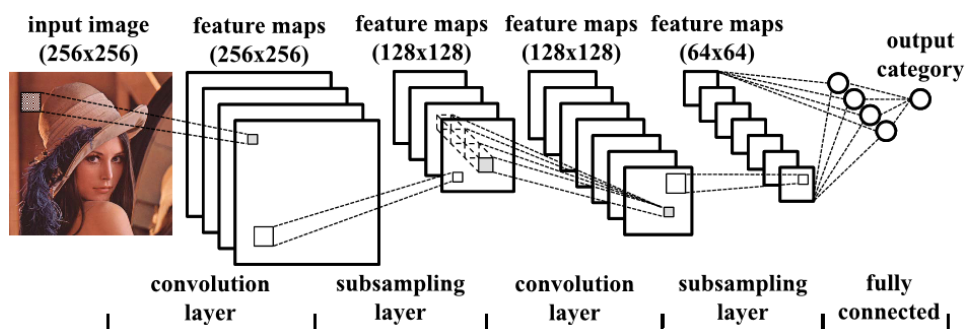 input image
(256x256)
feature maps
(256x256)
feature maps
(128x128)
feature maps
(128x128)
feature maps
(64x64)
output
category
convolution
layer
subsampling
layer
convolution
layer
subsampling
layer
fully
connected